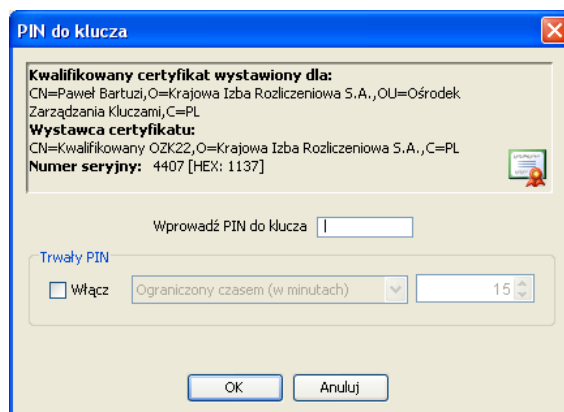 PIN do klucza
Kwalifikowany certyfikat wystawiony dla:
CN=Paweł Bartuzi,O=Krajowa Izba Rozliczeniowa S.A.,OU=Ośrodek
Zarządzania Kluczami,C=PL
Wystawca certyfikatu:
CN=Kwalifikowany OZK22,O=Krajowa Izba Rozliczeniowa S.A.,C=PL
Numer seryjny: 4407 [HEX: 1137]
Wprowadź PIN do klucza
Trwały PIN
Włącz Ograniczony czasem (w minutach) 15
OK Anuluj